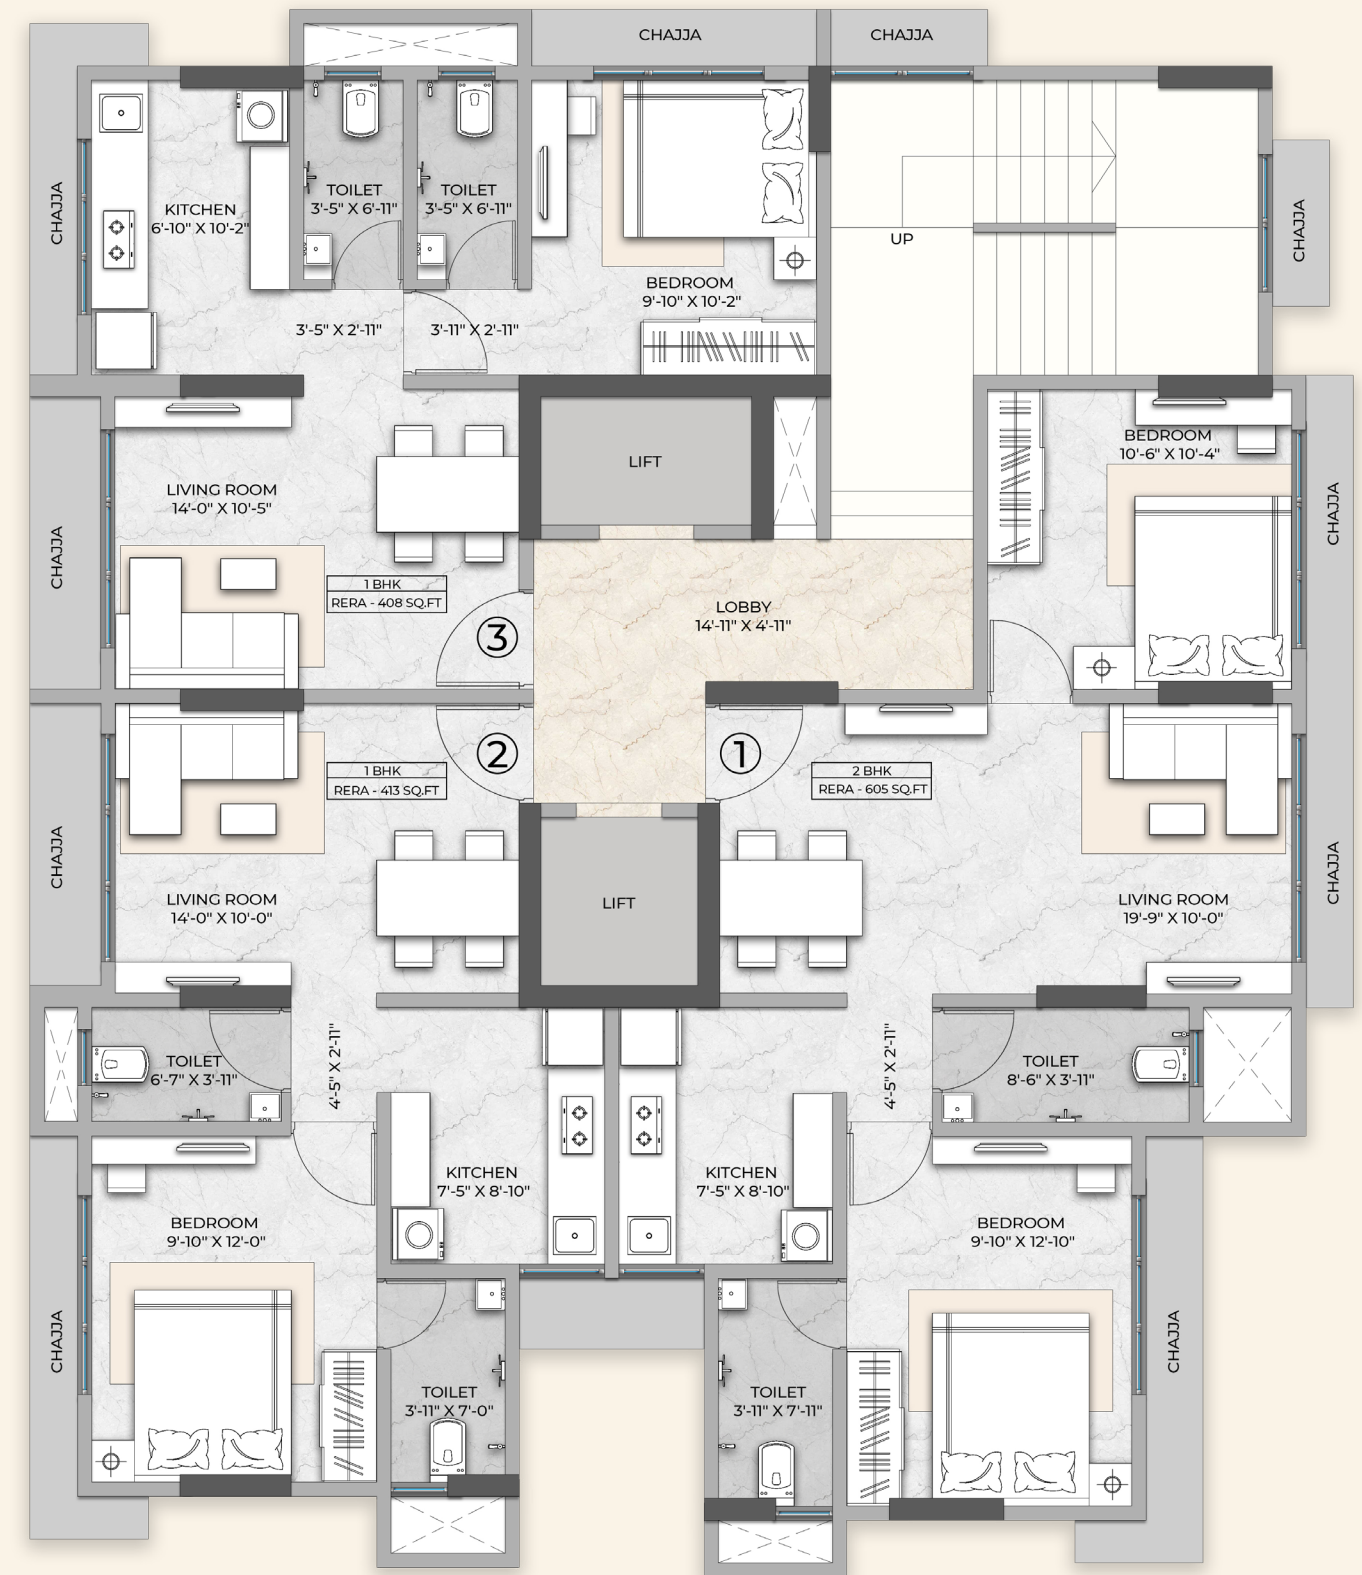 CHAJJA
CHAJJA
CHAJJA
CHAJJA
KITCHEN
6'-10" X 10'-2"
TOILET
3'-5" X 6'-11"
TOILET
3'-5" X 6'-11"
UP
BEDROOM
9'-10" X 10'-2"
3'-5" X 2'-11"
3'-11" X 2'-11"
LIFT
BEDROOM
10'-6" X 10'-4"
CHAJJA
LIVING ROOM
14'-0" X 10'-5"
CHAJJA
1 BHK
RERA - 408 SQ.FT
3
LOBBY
14'-11" X 4'-11"
2
1
1 BHK
RERA - 413 SQ.FT
2 BHK
RERA - 605 SQ.FT
CHAJJA
CHAJJA
LIVING ROOM
14'-0" X 10'-0"
LIFT
LIVING ROOM
19'-9" X 10'-0"
TOILET
6'-7" X 3'-11"
4'-5" X 2'-11"
4'-5" X 2'-11"
TOILET
8'-6" X 3'-11"
KITCHEN
7'-5" X 8'-10"
KITCHEN
7'-5" X 8'-10"
BEDROOM
9'-10" X 12'-0"
BEDROOM
9'-10" X 12'-10"
CHAJJA
CHAJJA
TOILET
3'-11" X 7'-0"
TOILET
3'-11" X 7'-11"